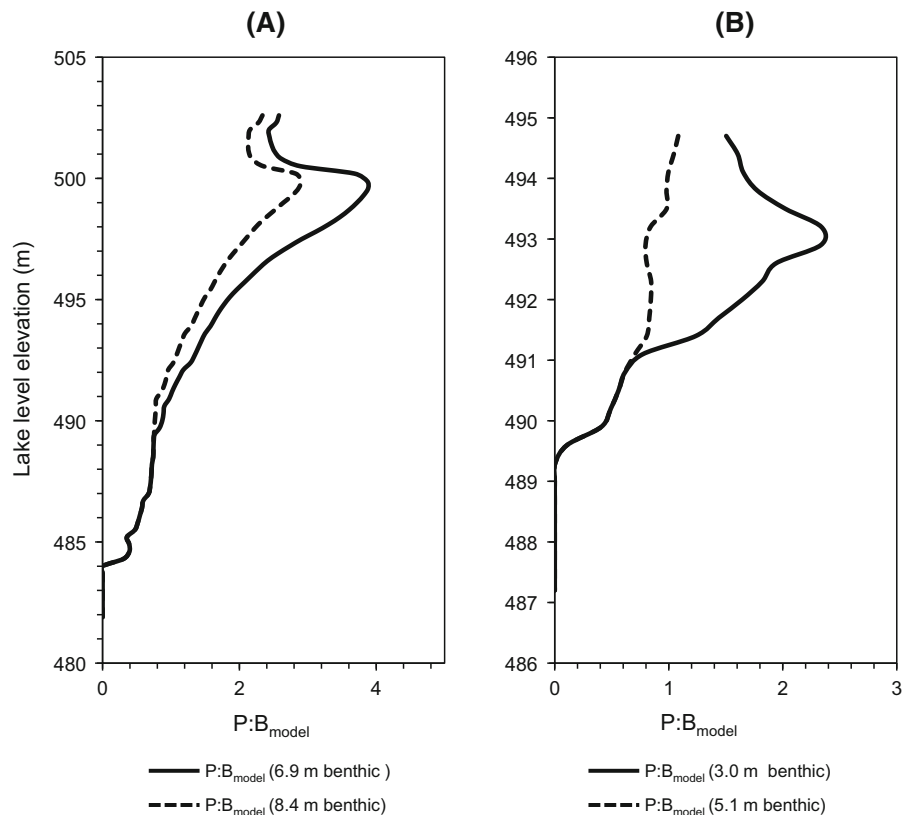 (A)
505
500
495
490
485
480
Lake level elevation (m)
0 2 4
P:Bmodel
P:Bmodel (6.9 m benthic )
P:Bmodel (8.4 m benthic)
(B)
496
495
494
493
492
491
490
489
488
487
486
0 1 2 3
P:Bmodel
P:Bmodel (3.0 m benthic)
P:Bmodel (5.1 m benthic)